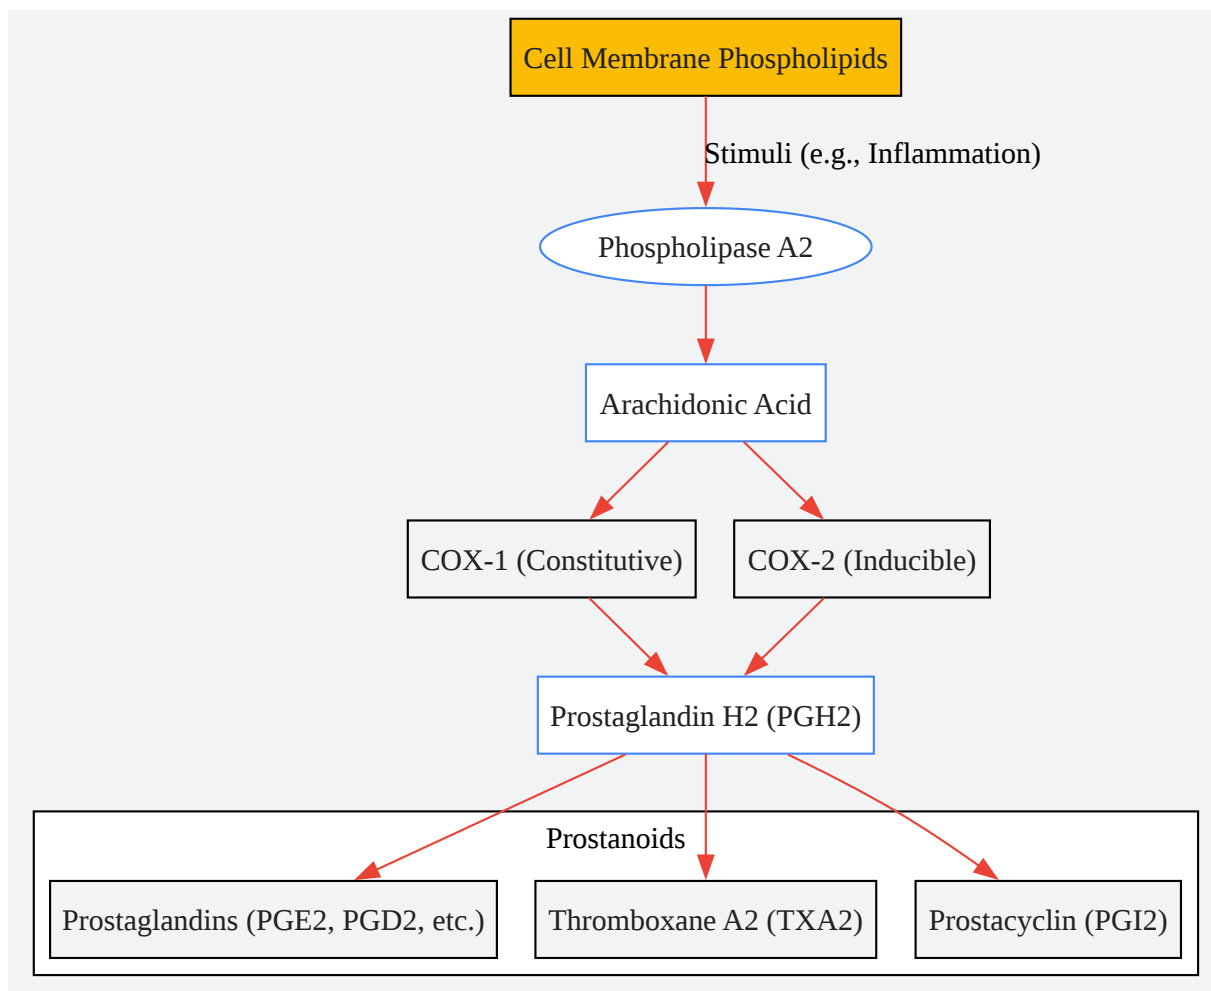 Cell Membrane Phospholipids
Stimuli (e.g., Inflammation)
Phospholipase A2
Arachidonic Acid
COX-1 (Constitutive)
COX-2 (Inducible)
Prostaglandin H2 (PGH2)
Prostanoids
Prostaglandins (PGE2, PGD2, etc.)
Thromboxane A2 (TXA2)
Prostacyclin (PGI2)